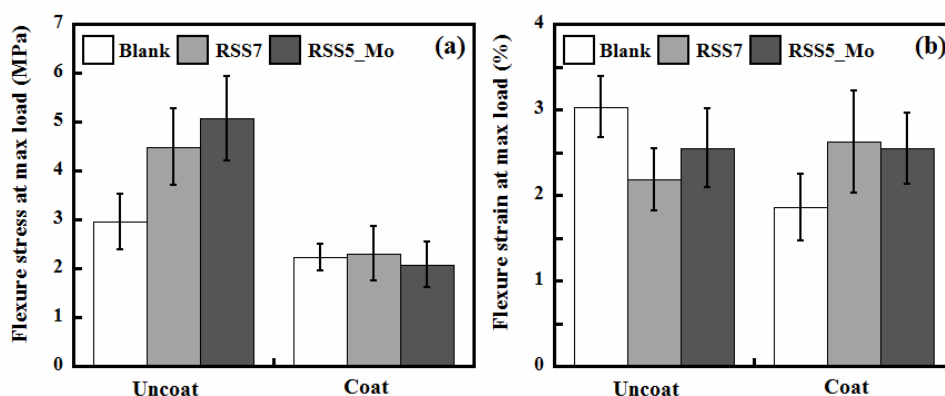 Flexure stress at max load (MPa)
7
6
5
4
3
2
1
0
Blank RSS7 RSS5_Mo (a)
Uncoat Coat
Flexure strain at max load (%)
4
3
2
1
0
Blank RSS7 RSS5_Mo (b)
Uncoat Coat